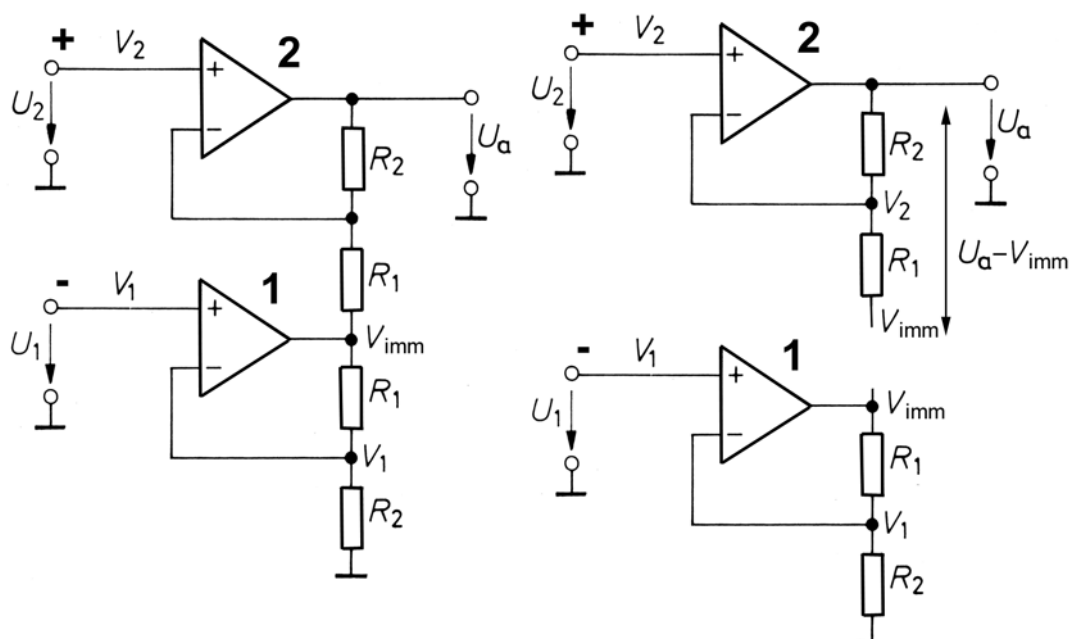 + V2 2
+
U2
−
R2
Ua
R1
- V1 1
+
Vimm
U1
−
R1
V1
R2
+ V2 2
+
U2
−
R2
Ua
V2
R1
Ua−Vimm
Vimm
- V1 1
+
Vimm
U1
−
R1
V1
R2